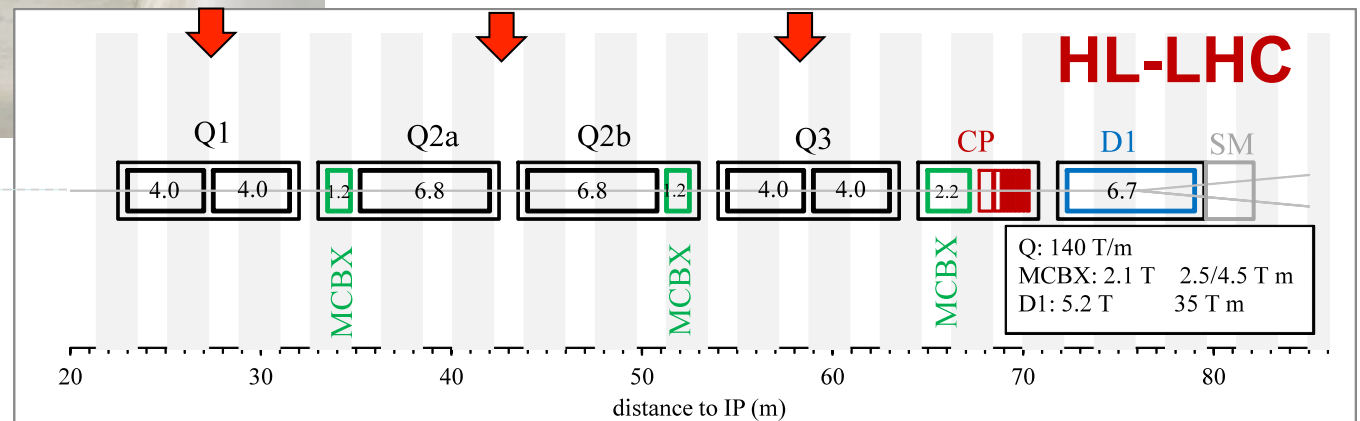 HL-LHC
Q1 Q2a Q2b Q3 CP D1 SM
4.0 4.0 1.2 6.8 6.8 1.2 4.0 4.0 2.2 6.7
MCBX MCBX MCBX
Q: 140 T/m
MCBX: 2.1 T 2.5/4.5 T m
D1: 5.2 T 35 T m
20 30 40 50 60 70 80
distance to IP (m)